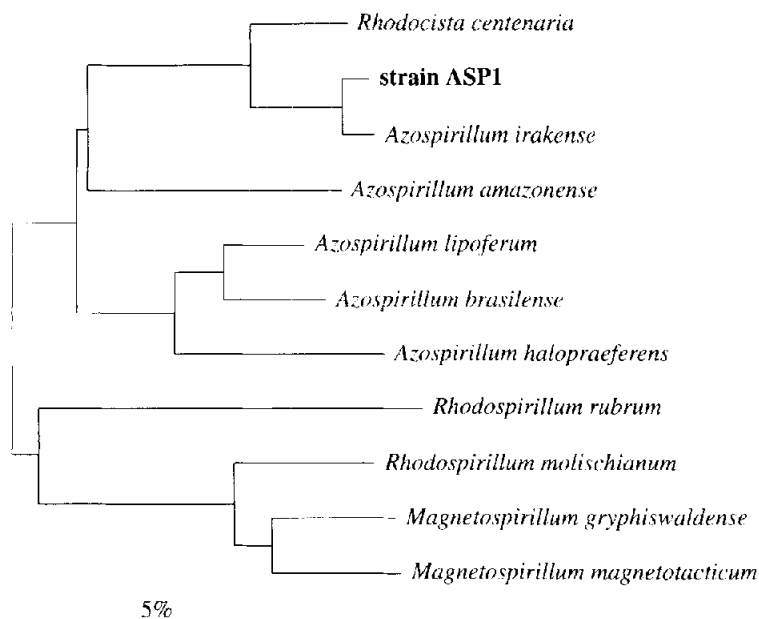 Rhodocista centenaria
strain ASP1
Azospirillum irakense
Azospirillum amazonense
Azospirillum lipoferum
Azospirillum brasilense
Azospirillum halopraeferens
Rhodospirillum rubrum
Rhodospirillum molischianum
Magnetospirillum gryphiswaldense
Magnetospirillum magnetotacticum
5%